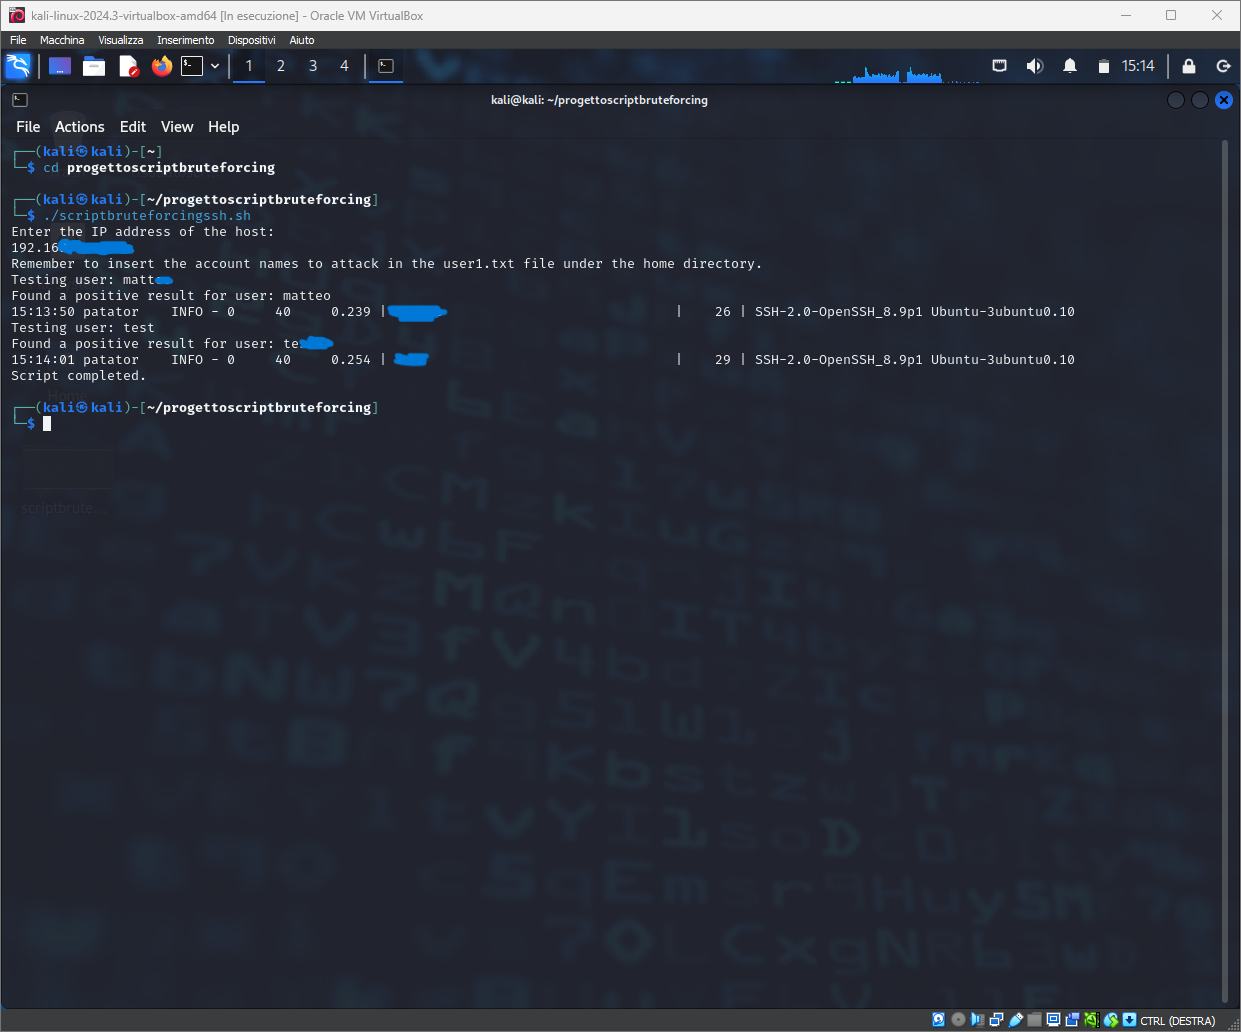 kali-linux-2024.3-virtualbox-amd64 [In esecuzione] - Oracle VM VirtualBox
File Macchina Visualizza Inserimento Dispositivi Aiuto
1 2 3 4 15:14
kali@kali: ~/progettoscriptbruteforcing
File Actions Edit View Help
┌──(kali㉿kali)-[~]
└─$ cd progettoscriptbruteforcing
┌──(kali㉿kali)-[~/progettoscriptbruteforcing]
└─$ ./scriptbruteforcingssh.sh
Enter the IP address of the host:
192.16
Remember to insert the account names to attack in the user1.txt file under the home directory.
Testing user: matt
Found a positive result for user: matteo
15:13:50 patator    INFO - 0     40     0.239 |                                    |    26 | SSH-2.0-OpenSSH_8.9p1 Ubuntu-3ubuntu0.10
Testing user: test
Found a positive result for user: te
15:14:01 patator    INFO - 0     40     0.254 |                                    |    29 | SSH-2.0-OpenSSH_8.9p1 Ubuntu-3ubuntu0.10
Script completed.
┌──(kali㉿kali)-[~/progettoscriptbruteforcing]
└─$
Home
scriptbrute...
CTRL (DESTRA)